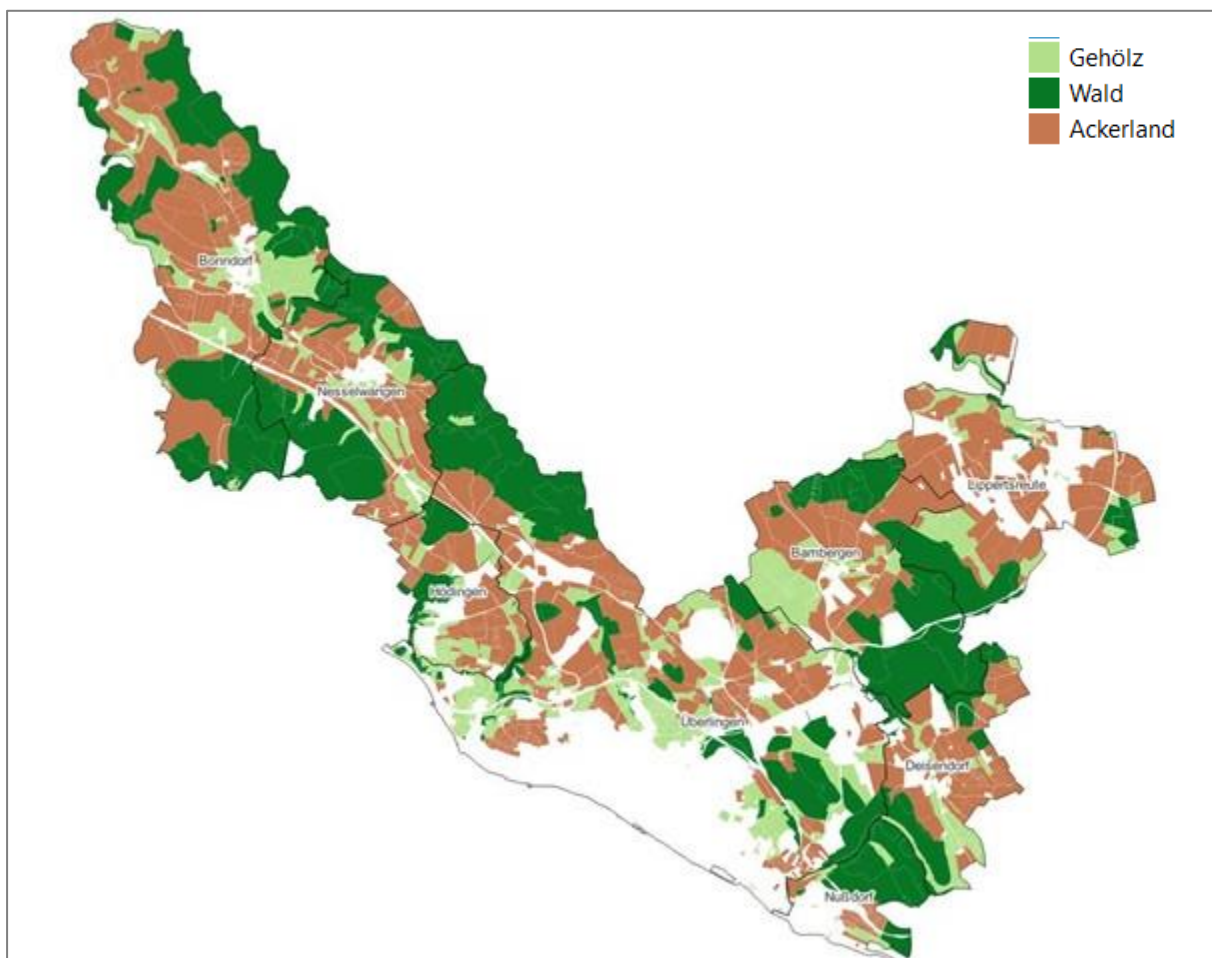 Gehölz
Wald
Ackerland
Bonndorf
Nesselwangen
Lippertsreute
Bambergen
Hödingen
Überlingen
Deisendorf
Nußdorf